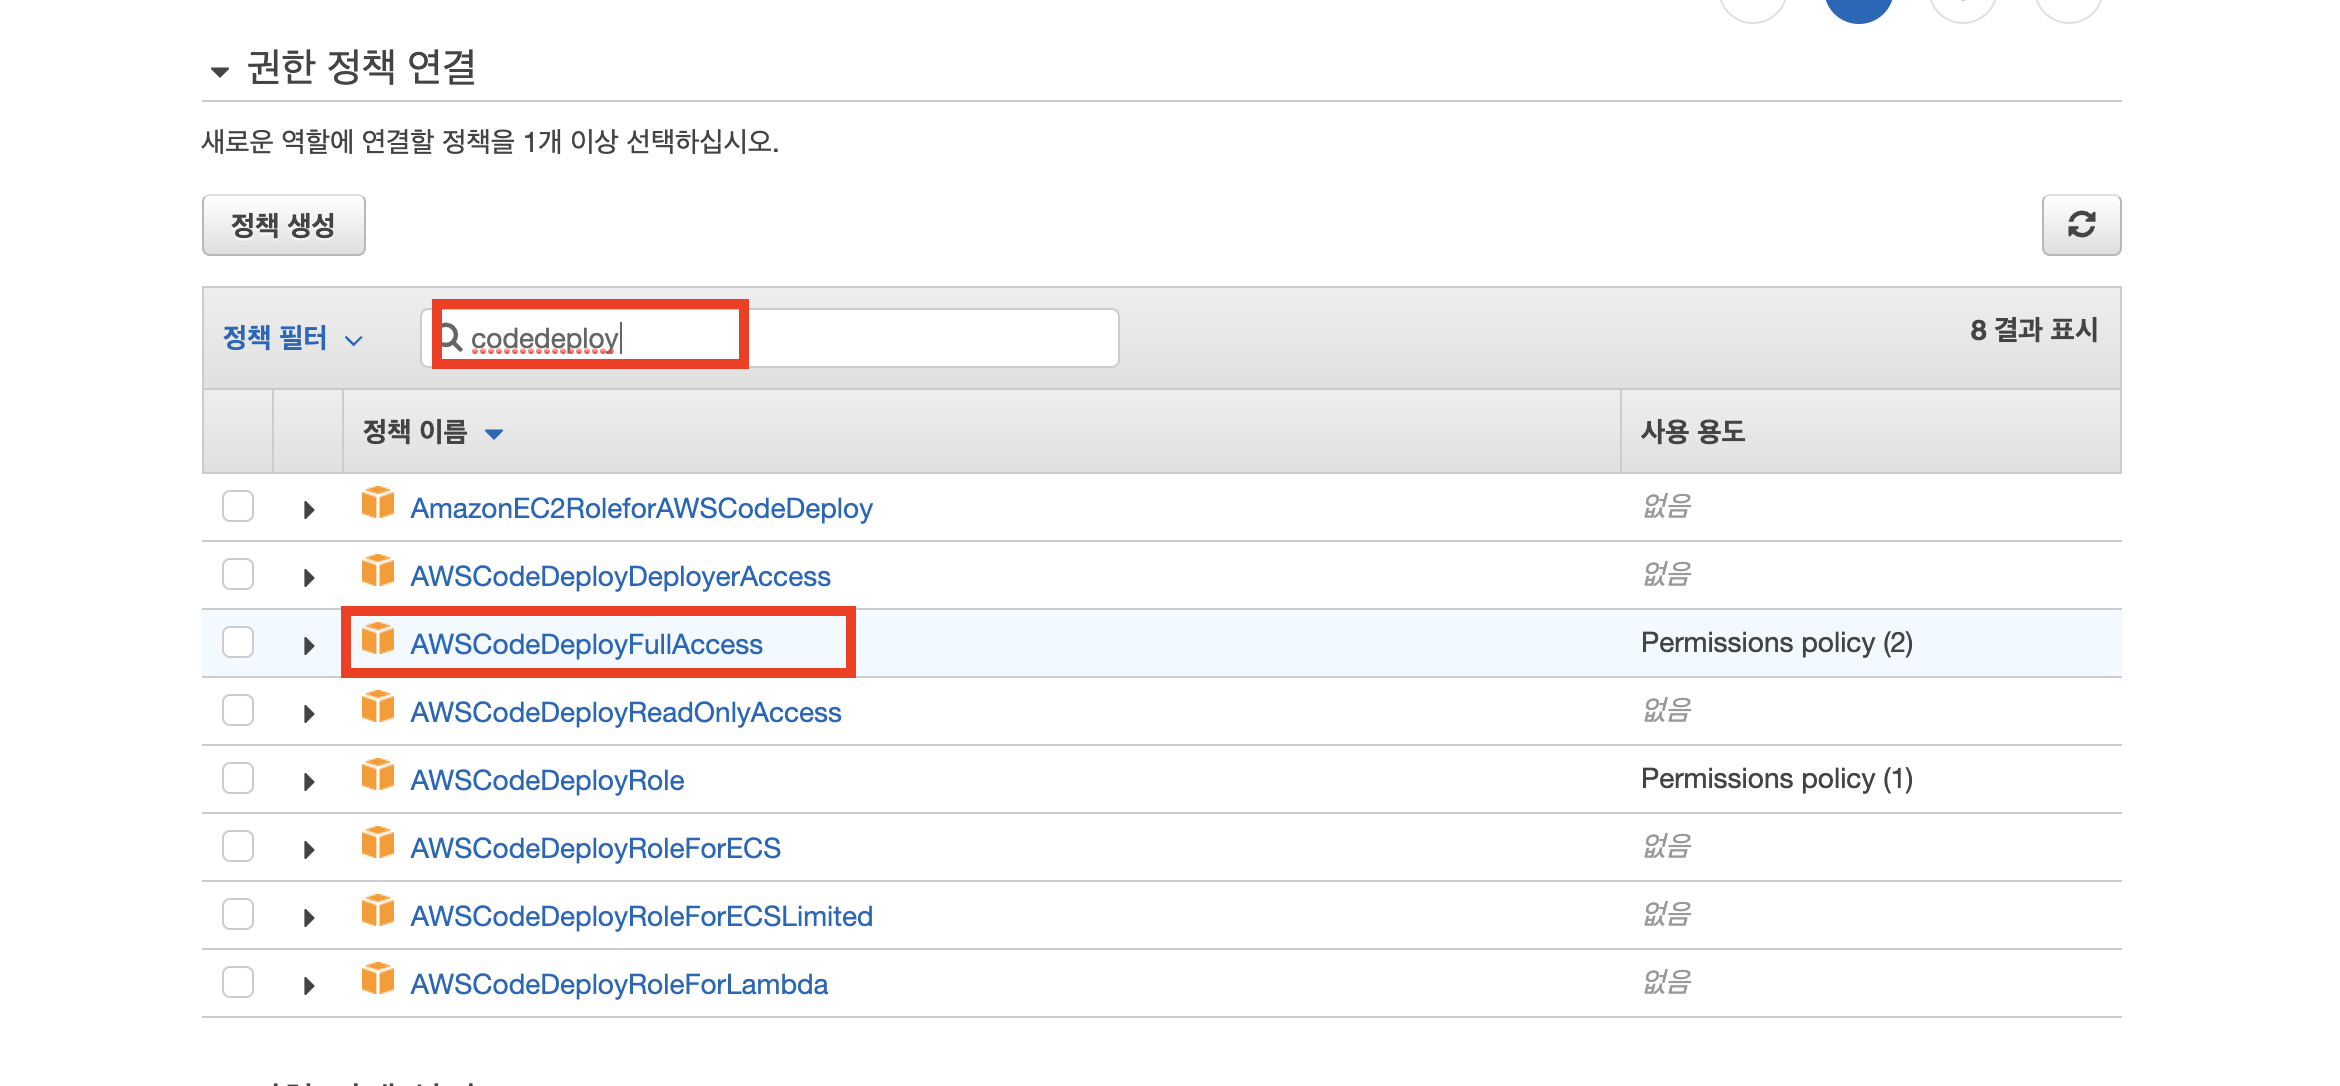 권한 정책 연결
새로운 역할에 연결할 정책을 1개 이상 선택하십시오.
정책 생성
정책 필터 codedeploy 8 결과 표시
정책 이름 사용 용도
AmazonEC2RoleforAWSCodeDeploy 없음
AWSCodeDeployDeployerAccess 없음
AWSCodeDeployFullAccess Permissions policy (2)
AWSCodeDeployReadOnlyAccess 없음
AWSCodeDeployRole Permissions policy (1)
AWSCodeDeployRoleForECS 없음
AWSCodeDeployRoleForECSLimited 없음
AWSCodeDeployRoleForLambda 없음